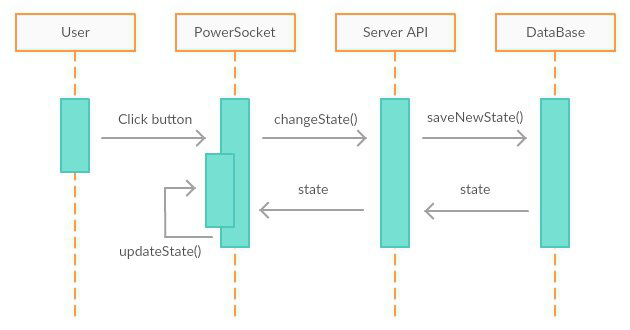 User
PowerSocket
Server API
DataBase
Click button
changeState()
saveNewState()
state
state
updateState()